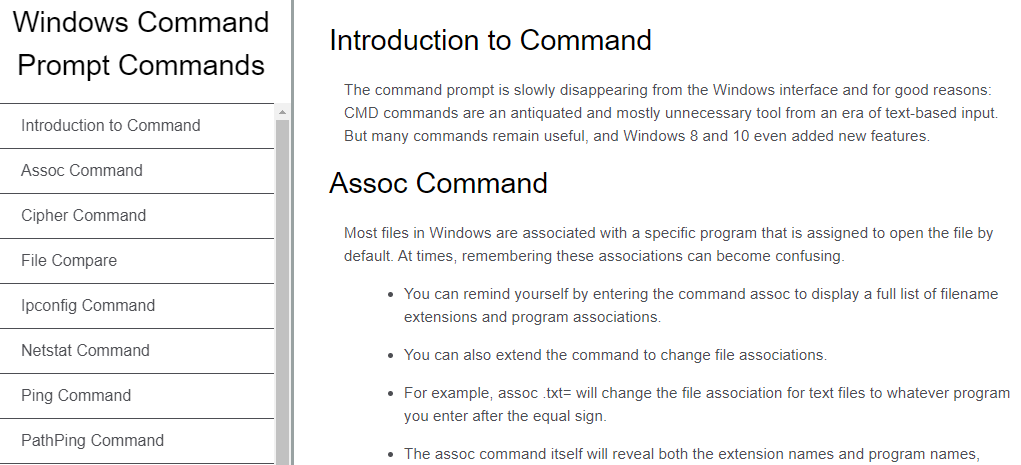 Windows Command
Prompt Commands
Introduction to Command
Assoc Command
Cipher Command
File Compare
Ipconfig Command
Netstat Command
Ping Command
PathPing Command
Introduction to Command
The command prompt is slowly disappearing from the Windows interface and for good reasons:
CMD commands are an antiquated and mostly unnecessary tool from an era of text-based input.
But many commands remain useful, and Windows 8 and 10 even added new features.
Assoc Command
Most files in Windows are associated with a specific program that is assigned to open the file by
default. At times, remembering these associations can become confusing.
• You can remind yourself by entering the command assoc to display a full list of filename
extensions and program associations.
• You can also extend the command to change file associations.
• For example, assoc .txt= will change the file association for text files to whatever program
you enter after the equal sign.
• The assoc command itself will reveal both the extension names and program names,